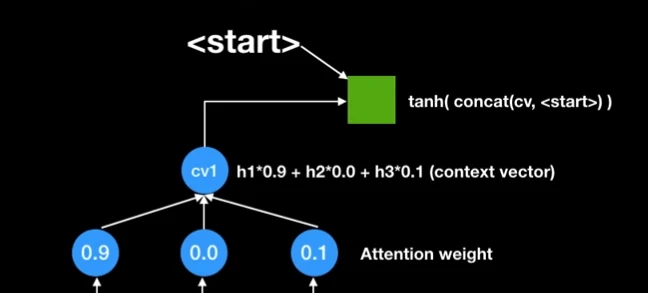 <start>
tanh( concat(cv, <start>) )
cv1 h1*0.9 + h2*0.0 + h3*0.1 (context vector)
0.9 0.0 0.1 Attention weight